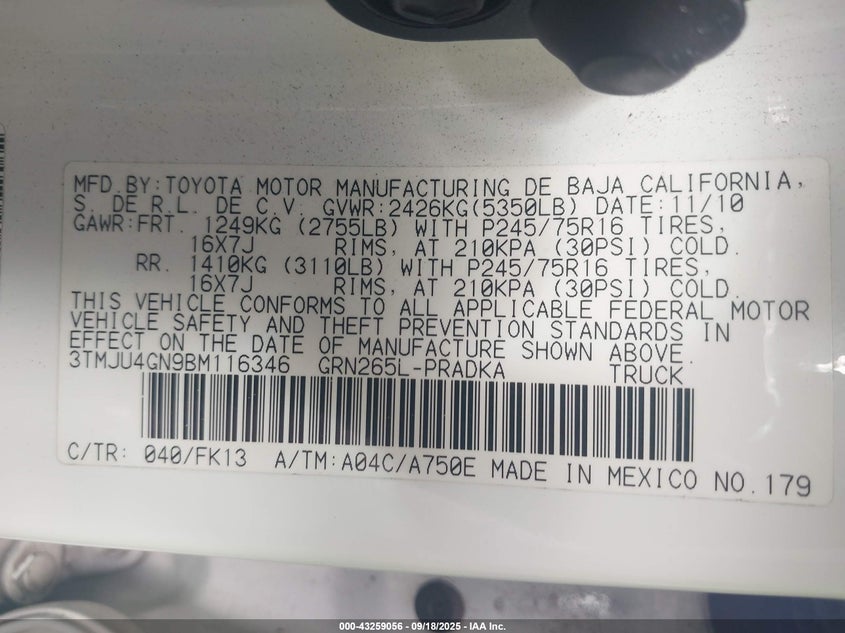 MFD.BY:TOYOTA MOTOR MANUFACTURING DE BAJA CALIFORNIA,
S. DE R.L. DE C.V. GVWR:2426KG(5350LB) DATE:11/10
GAWR:FRT. 1249KG (2755LB) WITH P245/75R16 TIRES,
16X7J RIMS, AT 210KPA (30PSI) COLD.
RR. 1410KG (3110LB) WITH P245/75R16 TIRES,
16X7J RIMS, AT 210KPA (30PSI) COLD.
THIS VEHICLE CONFORMS TO ALL APPLICABLE FEDERAL MOTOR
VEHICLE SAFETY AND THEFT PREVENTION STANDARDS IN
EFFECT ON THE DATE OF MANUFACTURE SHOWN ABOVE.
3TMJU4GN9BM116346 GRN265L-PRADKA TRUCK
C/TR: 040/FK13 A/TM:A04C/A750E MADE IN MEXICO NO.179
000-43259056 - 09/18/2025 - IAA Inc.